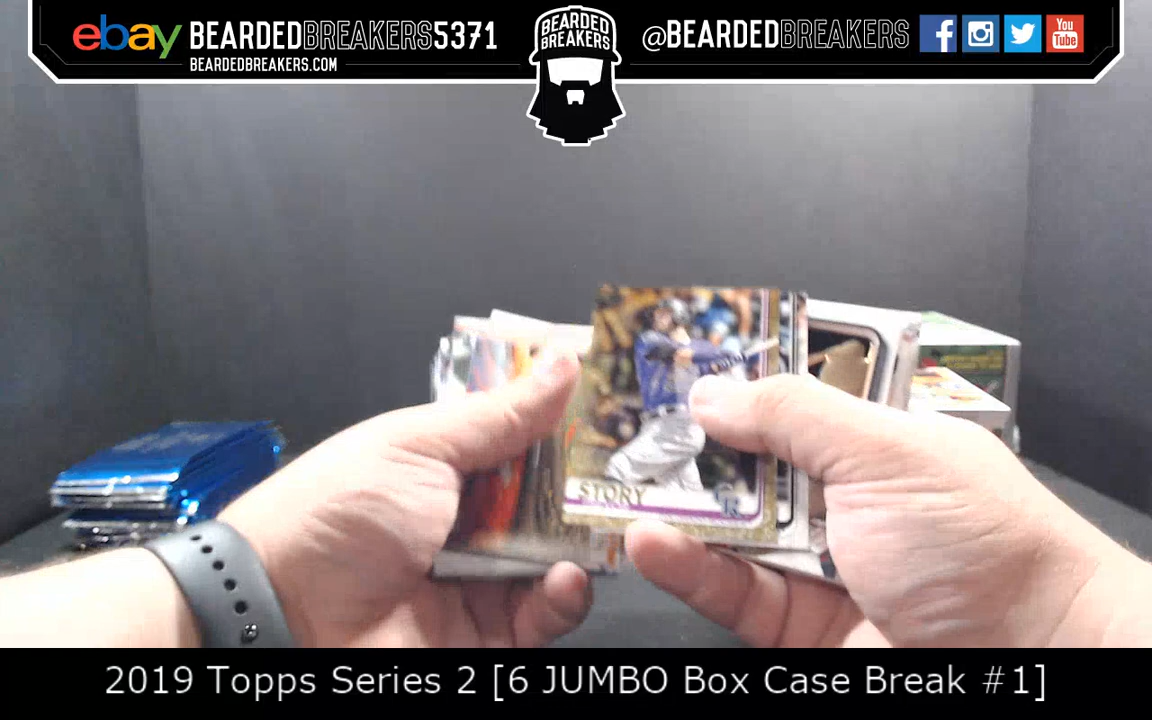 ebay BEARDEDBREAKERS5371
BEARDEDBREAKERS.COM
BEARDED
BREAKERS
@BEARDEDBREAKERS
You
Tube
STORY
CR
2019 Topps Series 2 [6 JUMBO Box Case Break #1]